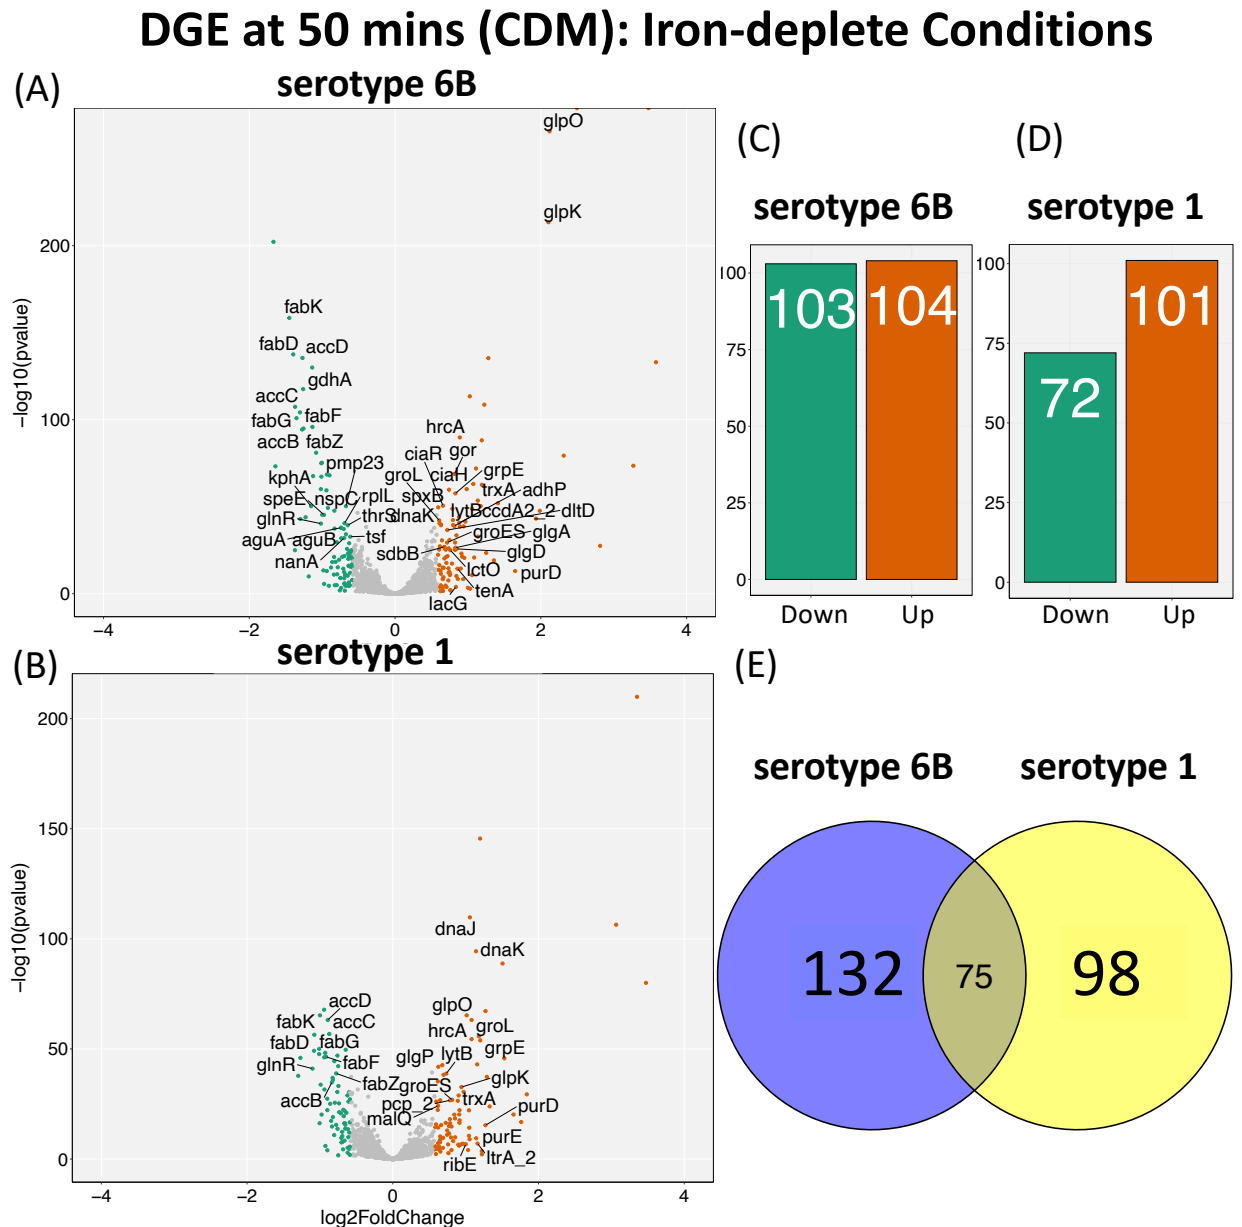 DGE at 50 mins (CDM): Iron-deplete Conditions
(A)
serotype 6B
glpO
glpK
200
fabK
fabD
accD
gdhA
accC
100
fabG
fabF
hrcA
accB
fabZ
ciaR
gor
pmp23
groL
ciaH
grpE
kphA
spxB
trxA
adhP
speE
nspC
rplL
lytB
ccdA2_2
dltD
glnR
thrS
dnaK
groES
glgA
aguA
aguB
tsf
sdbB
glgD
nanA
lctO
purD
tenA
lacG
0
−4
−2
0
2
4
−log10(pvalue)
(B)
serotype 1
200
150
100
50
0
dnaJ
dnaK
accD
fabK
accC
glpO
fabD
fabG
hrcA
groL
glnR
fabF
glgP
lytB
grpE
fabZ
groES
glpK
accB
pcp_2
trxA
malQ
purD
purE
ribE
ltrA_2
−4
−2
0
2
4
log2FoldChange
−log10(pvalue)
(C)
serotype 6B
100
75
50
25
0
103
104
Down
Up
(D)
serotype 1
100
75
50
25
0
72
101
Down
Up
(E)
serotype 6B
serotype 1
132
75
98